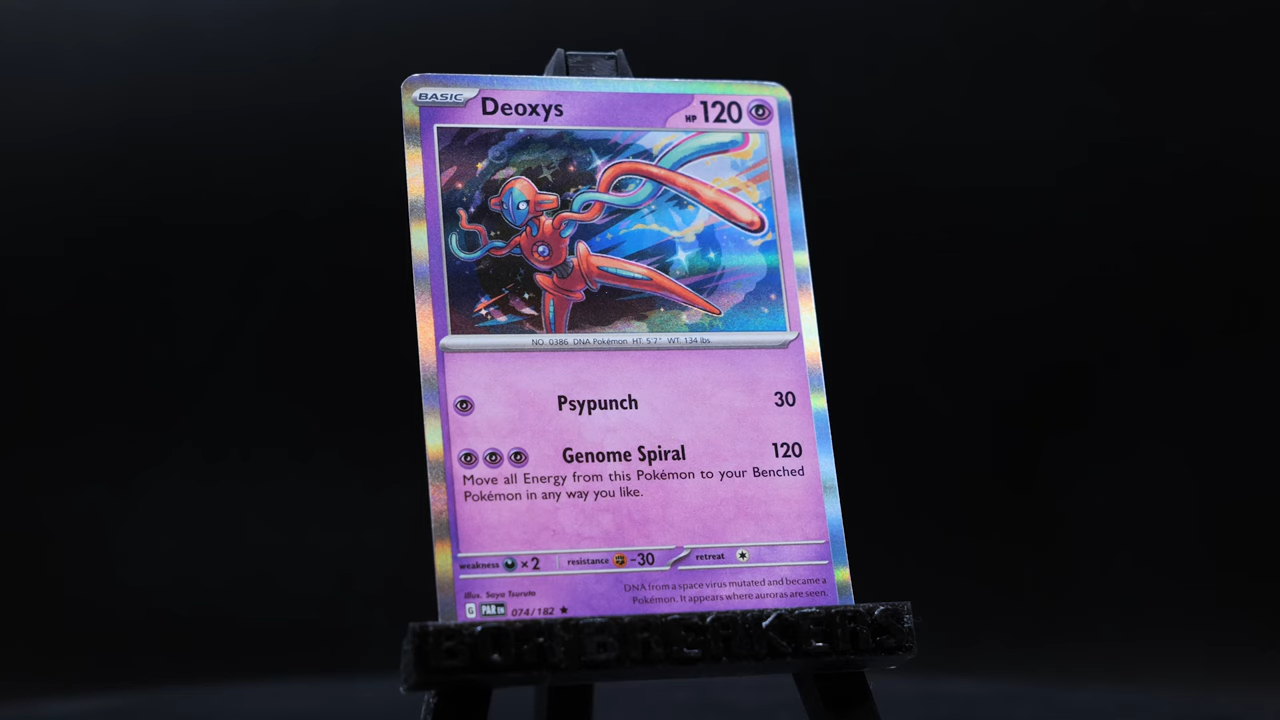 BASIC Deoxys HP 120
NO. 0386 DNA Pokémon HT: 5'7" WT: 134 lbs.
Psypunch 30
Genome Spiral 120
Move all Energy from this Pokémon to your Benched
Pokémon in any way you like.
weakness ×2 resistance -30 retreat
DNA from a space virus mutated and became a
Pokémon. It appears where auroras are seen.
Illus. Saya Tsuruta
G PAR EN 074/182